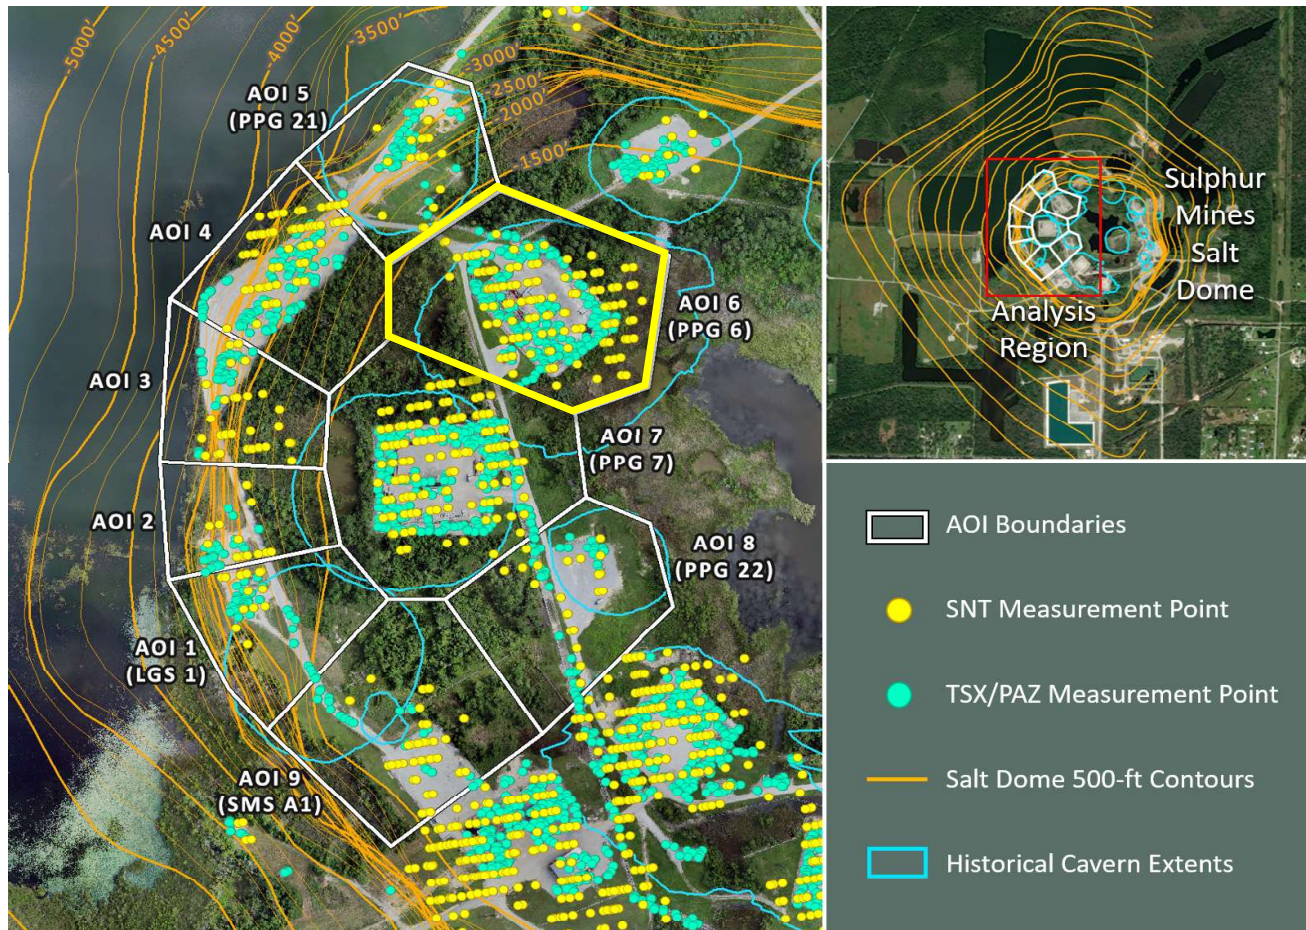 -5000'
-4500'
-4000'
-3500'
-3000'
-2500'
-2000'
-1500'
AOI 5
(PPG 21)
AOI 4
AOI 3
AOI 2
AOI 1
(LGS 1)
AOI 9
(SMS A1)
AOI 6
(PPG 6)
AOI 7
(PPG 7)
AOI 8
(PPG 22)
Sulphur
Mines
Salt
Dome
Analysis
Region
AOI Boundaries
SNT Measurement Point
TSX/PAZ Measurement Point
Salt Dome 500-ft Contours
Historical Cavern Extents